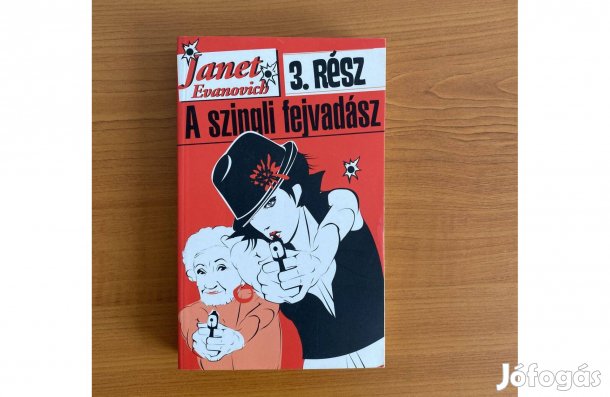 Janet
Evanovich
3. RÉSZ
A szingli fejvadász
Jófogás